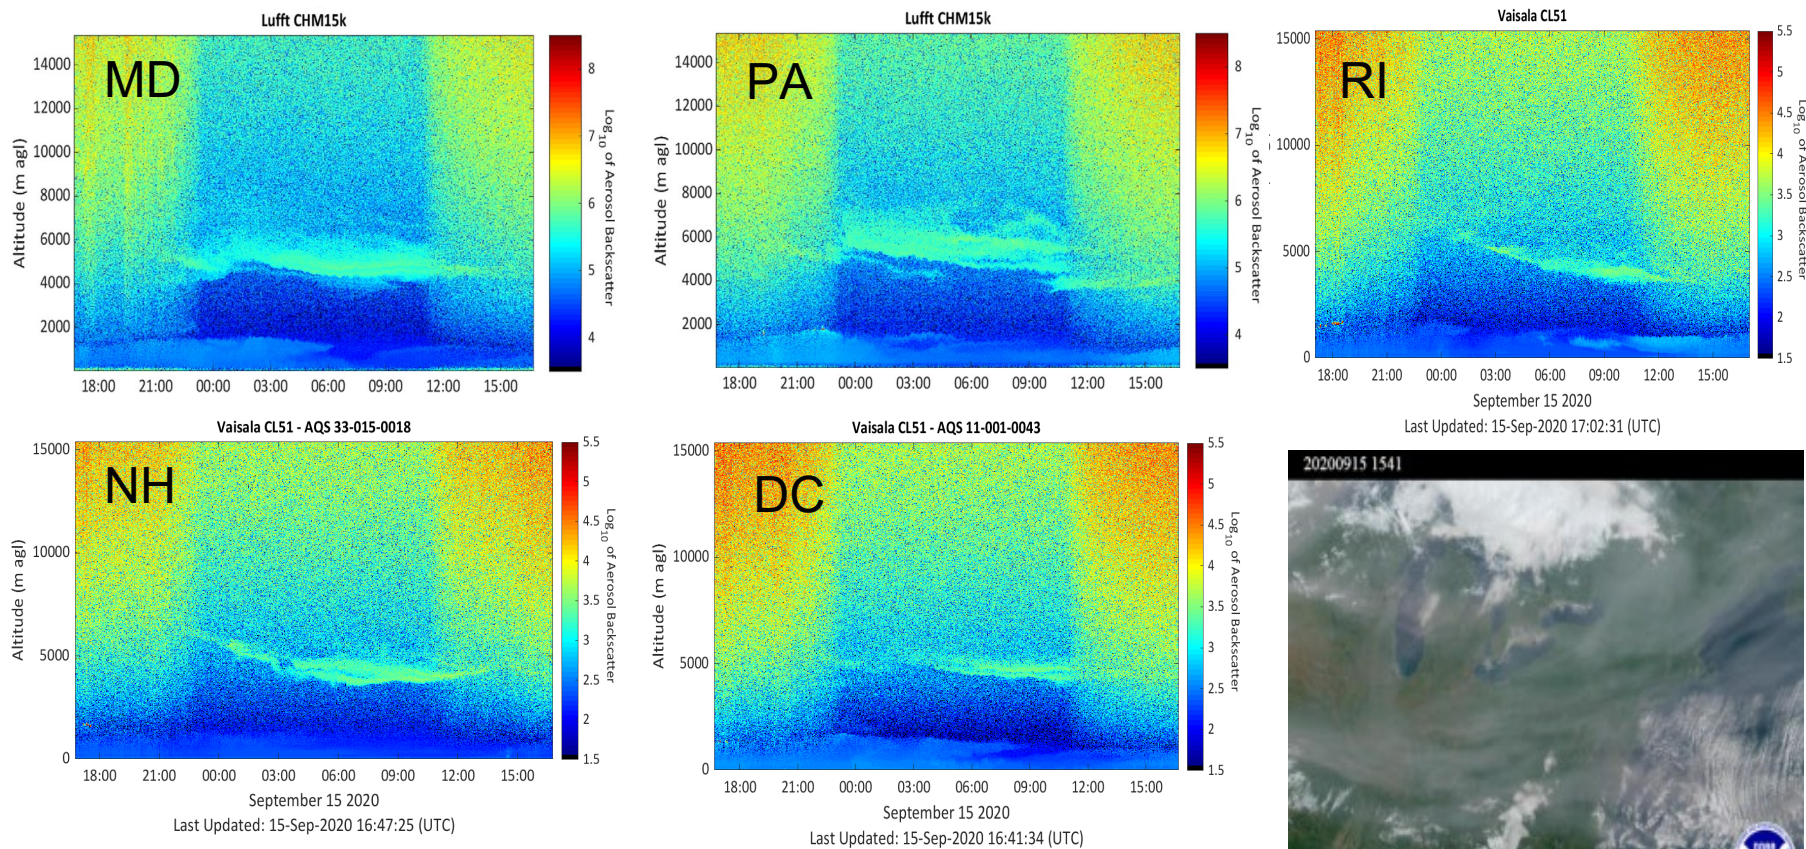 Lufft CHM15k
MD
14000
12000
10000
8000
6000
4000
2000
Altitude (m agl)
18:00 21:00 00:00 03:00 06:00 09:00 12:00 15:00
8
7
6
5
4
Log10 of Aerosol Backscatter
Lufft CHM15k
PA
14000
12000
10000
8000
6000
4000
2000
Altitude (m agl)
18:00 21:00 00:00 03:00 06:00 09:00 12:00 15:00
8
7
6
5
4
Log10 of Aerosol Backscatter
Vaisala CL51
RI
15000
10000
5000
0
18:00 21:00 00:00 03:00 06:00 09:00 12:00 15:00
September 15 2020
Last Updated: 15-Sep-2020 17:02:31 (UTC)
5.5
5
4.5
4
3.5
3
2.5
2
1.5
Log10 of Aerosol Backscatter
Vaisala CL51 - AQS 33-015-0018
NH
15000
10000
5000
0
Altitude (m agl)
18:00 21:00 00:00 03:00 06:00 09:00 12:00 15:00
September 15 2020
Last Updated: 15-Sep-2020 16:47:25 (UTC)
5.5
5
4.5
4
3.5
3
2.5
2
1.5
Log10 of Aerosol Backscatter
Vaisala CL51 - AQS 11-001-0043
DC
15000
10000
5000
0
Altitude (m agl)
18:00 21:00 00:00 03:00 06:00 09:00 12:00 15:00
September 15 2020
Last Updated: 15-Sep-2020 16:41:34 (UTC)
5.5
5
4.5
4
3.5
3
2.5
2
1.5
Log10 of Aerosol Backscatter
20200915 1541